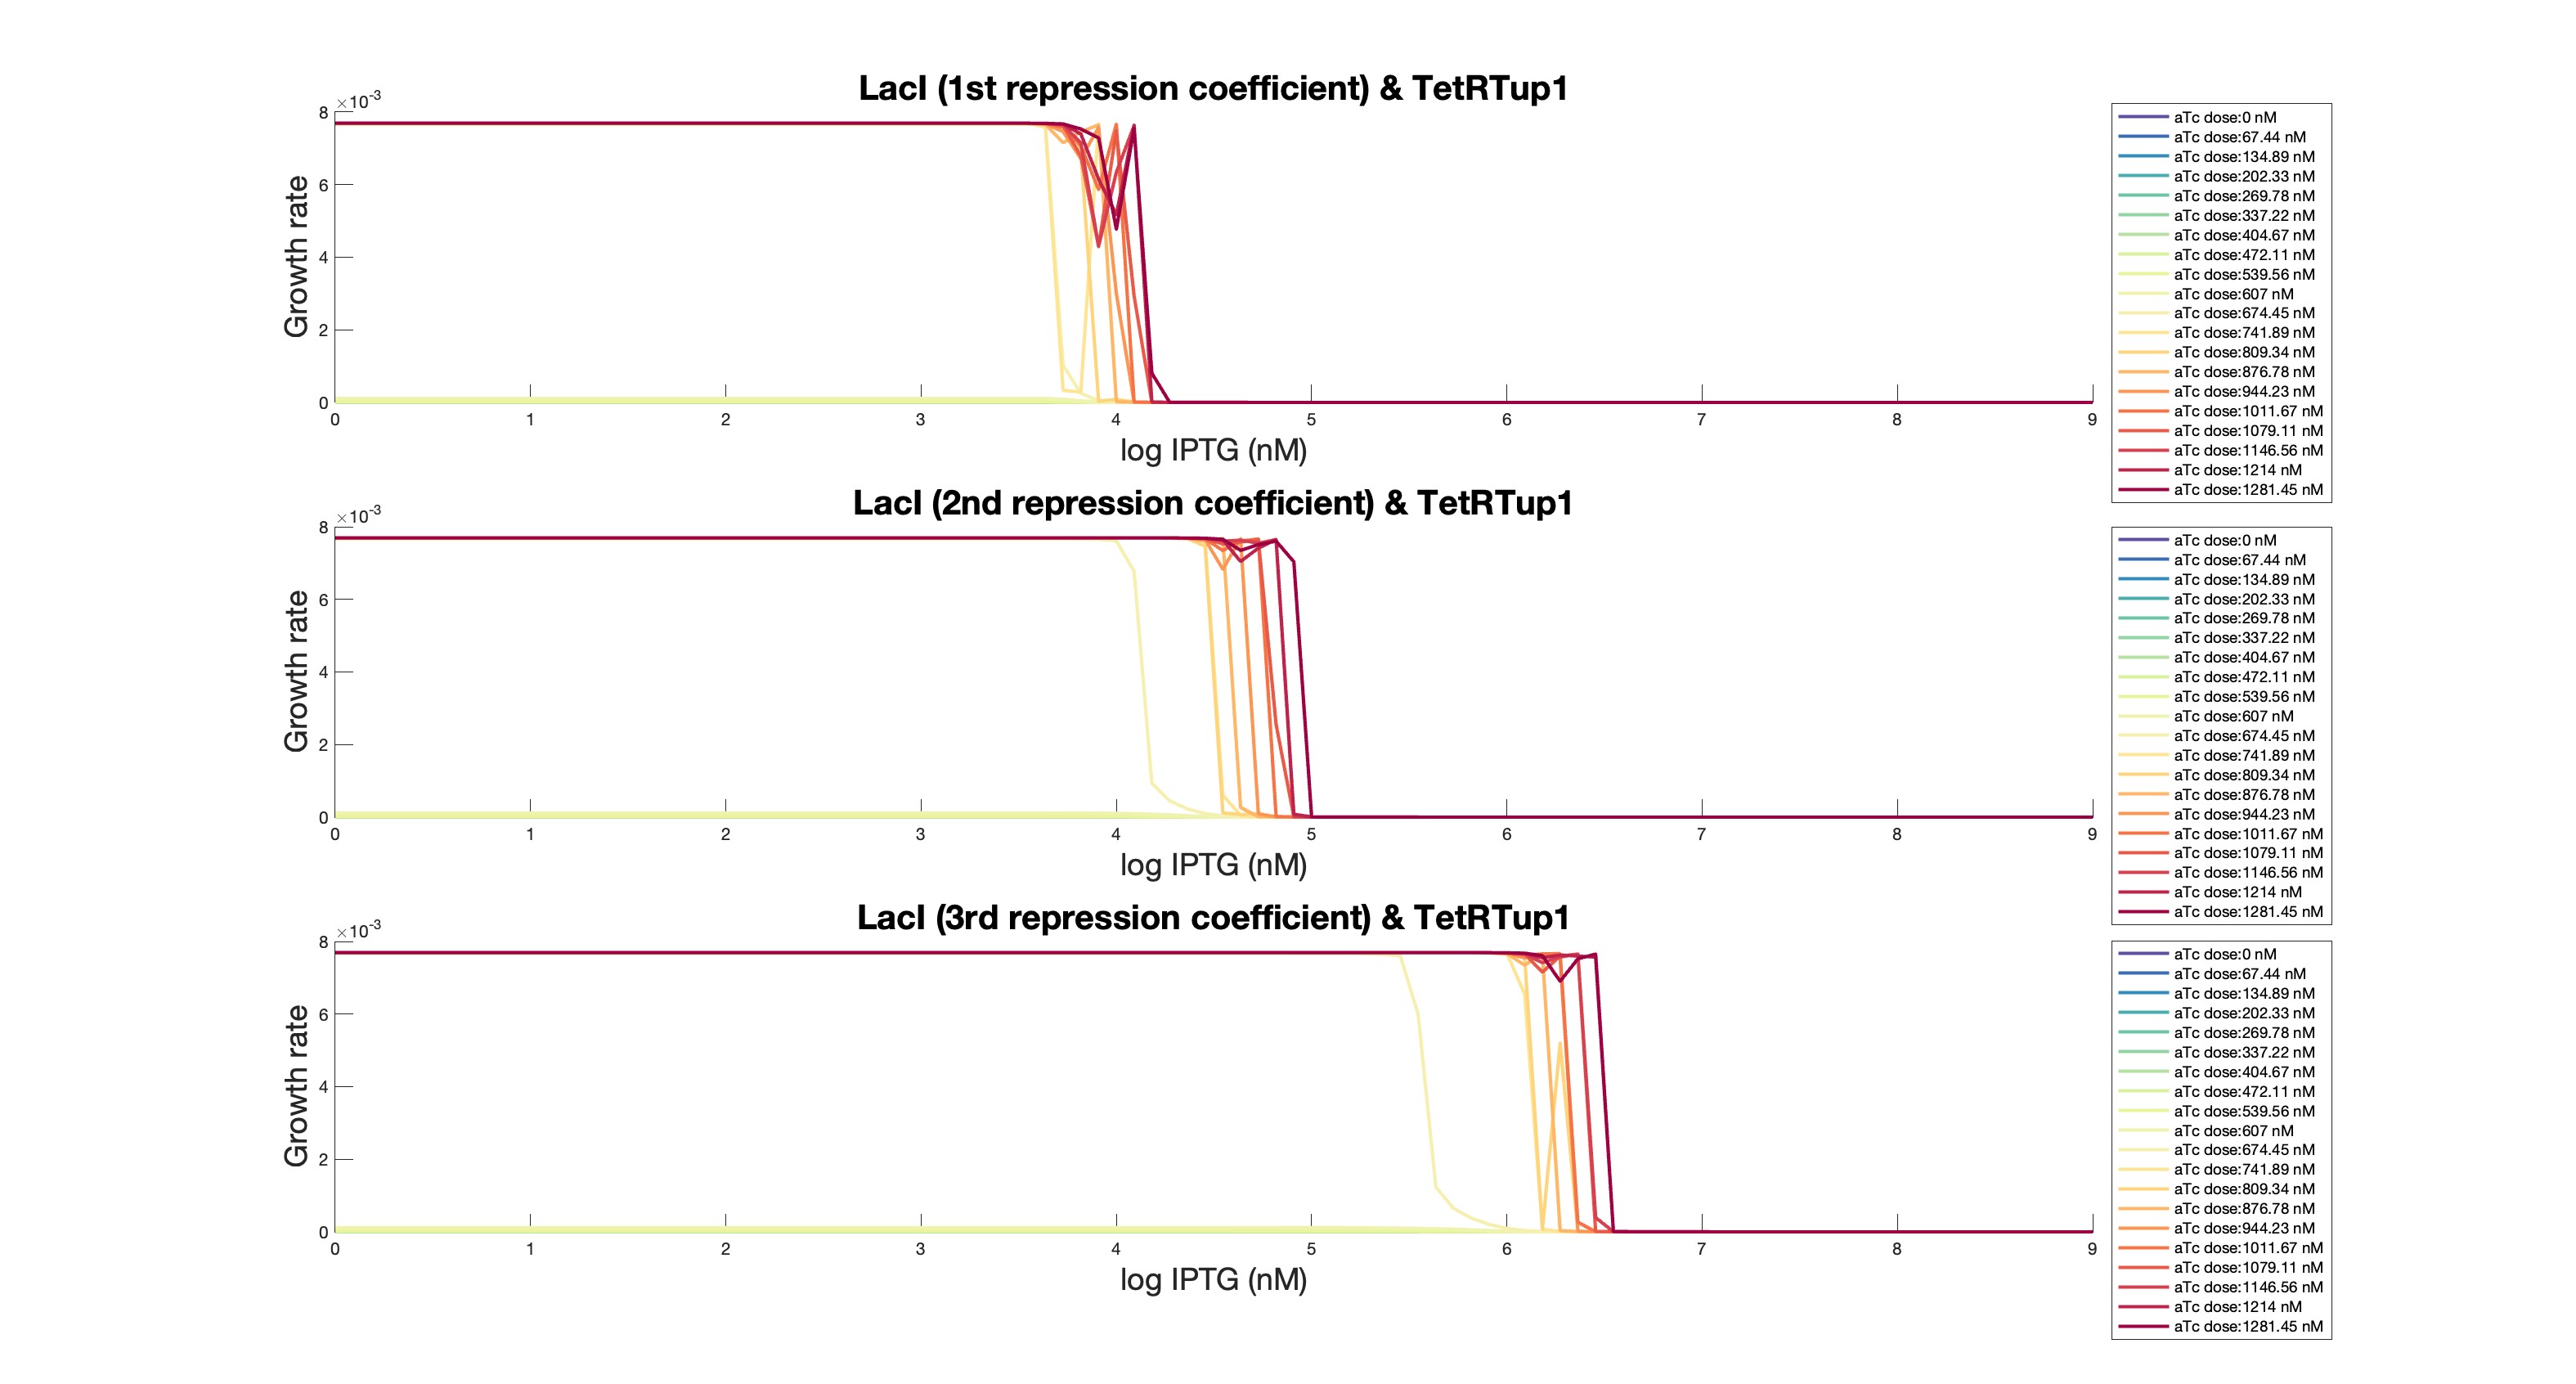 LacI (1st repression coefficient) & TetRTup1
×10-3
8
6
4
2
0
Growth rate
0 1 2 3 4 5 6 7 8 9
log IPTG (nM)
aTc dose:0 nM
aTc dose:67.44 nM
aTc dose:134.89 nM
aTc dose:202.33 nM
aTc dose:269.78 nM
aTc dose:337.22 nM
aTc dose:404.67 nM
aTc dose:472.11 nM
aTc dose:539.56 nM
aTc dose:607 nM
aTc dose:674.45 nM
aTc dose:741.89 nM
aTc dose:809.34 nM
aTc dose:876.78 nM
aTc dose:944.23 nM
aTc dose:1011.67 nM
aTc dose:1079.11 nM
aTc dose:1146.56 nM
aTc dose:1214 nM
aTc dose:1281.45 nM
LacI (2nd repression coefficient) & TetRTup1
×10-3
8
6
4
2
0
Growth rate
0 1 2 3 4 5 6 7 8 9
log IPTG (nM)
aTc dose:0 nM
aTc dose:67.44 nM
aTc dose:134.89 nM
aTc dose:202.33 nM
aTc dose:269.78 nM
aTc dose:337.22 nM
aTc dose:404.67 nM
aTc dose:472.11 nM
aTc dose:539.56 nM
aTc dose:607 nM
aTc dose:674.45 nM
aTc dose:741.89 nM
aTc dose:809.34 nM
aTc dose:876.78 nM
aTc dose:944.23 nM
aTc dose:1011.67 nM
aTc dose:1079.11 nM
aTc dose:1146.56 nM
aTc dose:1214 nM
aTc dose:1281.45 nM
LacI (3rd repression coefficient) & TetRTup1
×10-3
8
6
4
2
0
Growth rate
0 1 2 3 4 5 6 7 8 9
log IPTG (nM)
aTc dose:0 nM
aTc dose:67.44 nM
aTc dose:134.89 nM
aTc dose:202.33 nM
aTc dose:269.78 nM
aTc dose:337.22 nM
aTc dose:404.67 nM
aTc dose:472.11 nM
aTc dose:539.56 nM
aTc dose:607 nM
aTc dose:674.45 nM
aTc dose:741.89 nM
aTc dose:809.34 nM
aTc dose:876.78 nM
aTc dose:944.23 nM
aTc dose:1011.67 nM
aTc dose:1079.11 nM
aTc dose:1146.56 nM
aTc dose:1214 nM
aTc dose:1281.45 nM